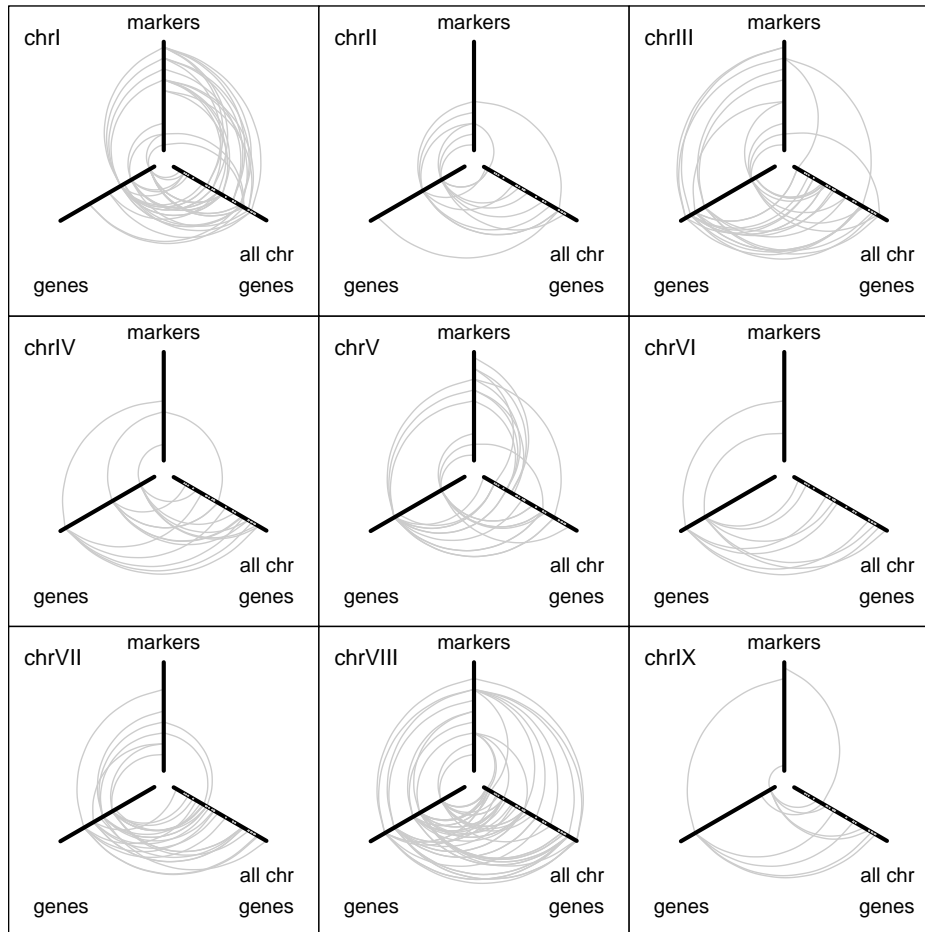 chrI
markers
all chr
genes
genes
chrII
markers
all chr
genes
genes
chrIII
markers
all chr
genes
genes
chrIV
markers
all chr
genes
genes
chrV
markers
all chr
genes
genes
chrVI
markers
all chr
genes
genes
chrVII
markers
all chr
genes
genes
chrVIII
markers
all chr
genes
genes
chrIX
markers
all chr
genes
genes